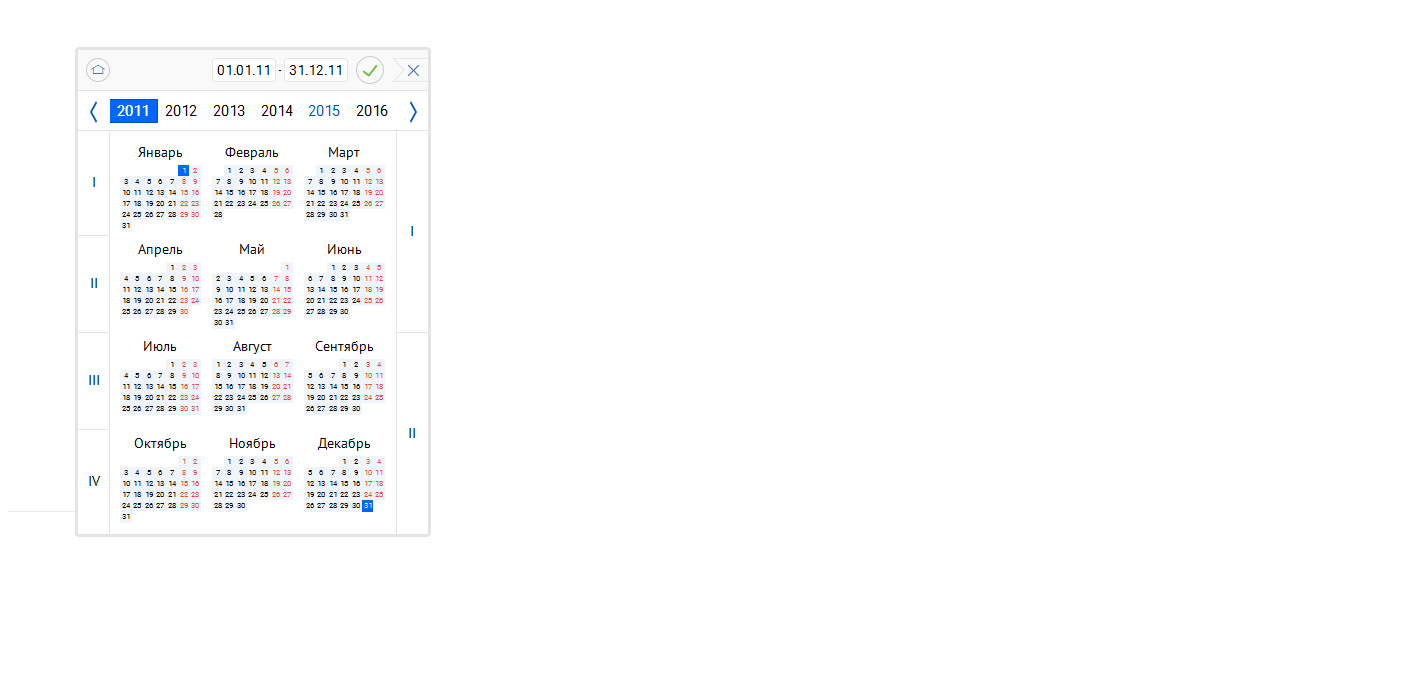 01.01.11 - 31.12.11
2011 2012 2013 2014 2015 2016
Январь Февраль Март
1 2 1 2 3 4 5 6 1 2 3 4 5 6
3 4 5 6 7 8 9 7 8 9 10 11 12 13 7 8 9 10 11 12 13
10 11 12 13 14 15 16 14 15 16 17 18 19 20 14 15 16 17 18 19 20
17 18 19 20 21 22 23 21 22 23 24 25 26 27 21 22 23 24 25 26 27
24 25 26 27 28 29 30 28 28 29 30 31
31
I
Апрель Май Июнь
1 2 3 1 1 2 3 4 5
4 5 6 7 8 9 10 2 3 4 5 6 7 8 6 7 8 9 10 11 12
11 12 13 14 15 16 17 9 10 11 12 13 14 15 13 14 15 16 17 18 19
18 19 20 21 22 23 24 16 17 18 19 20 21 22 20 21 22 23 24 25 26
25 26 27 28 29 30 23 24 25 26 27 28 29 27 28 29 30
30 31
II
I
Июль Август Сентябрь
1 2 3 1 2 3 4 5 6 7 1 2 3 4
4 5 6 7 8 9 10 8 9 10 11 12 13 14 5 6 7 8 9 10 11
11 12 13 14 15 16 17 15 16 17 18 19 20 21 12 13 14 15 16 17 18
18 19 20 21 22 23 24 22 23 24 25 26 27 28 19 20 21 22 23 24 25
25 26 27 28 29 30 31 29 30 31 26 27 28 29 30
III
Октябрь Ноябрь Декабрь
1 2 1 2 3 4 5 6 1 2 3 4
3 4 5 6 7 8 9 7 8 9 10 11 12 13 5 6 7 8 9 10 11
10 11 12 13 14 15 16 14 15 16 17 18 19 20 12 13 14 15 16 17 18
17 18 19 20 21 22 23 21 22 23 24 25 26 27 19 20 21 22 23 24 25
24 25 26 27 28 29 30 28 29 30 26 27 28 29 30 31
31
IV
II